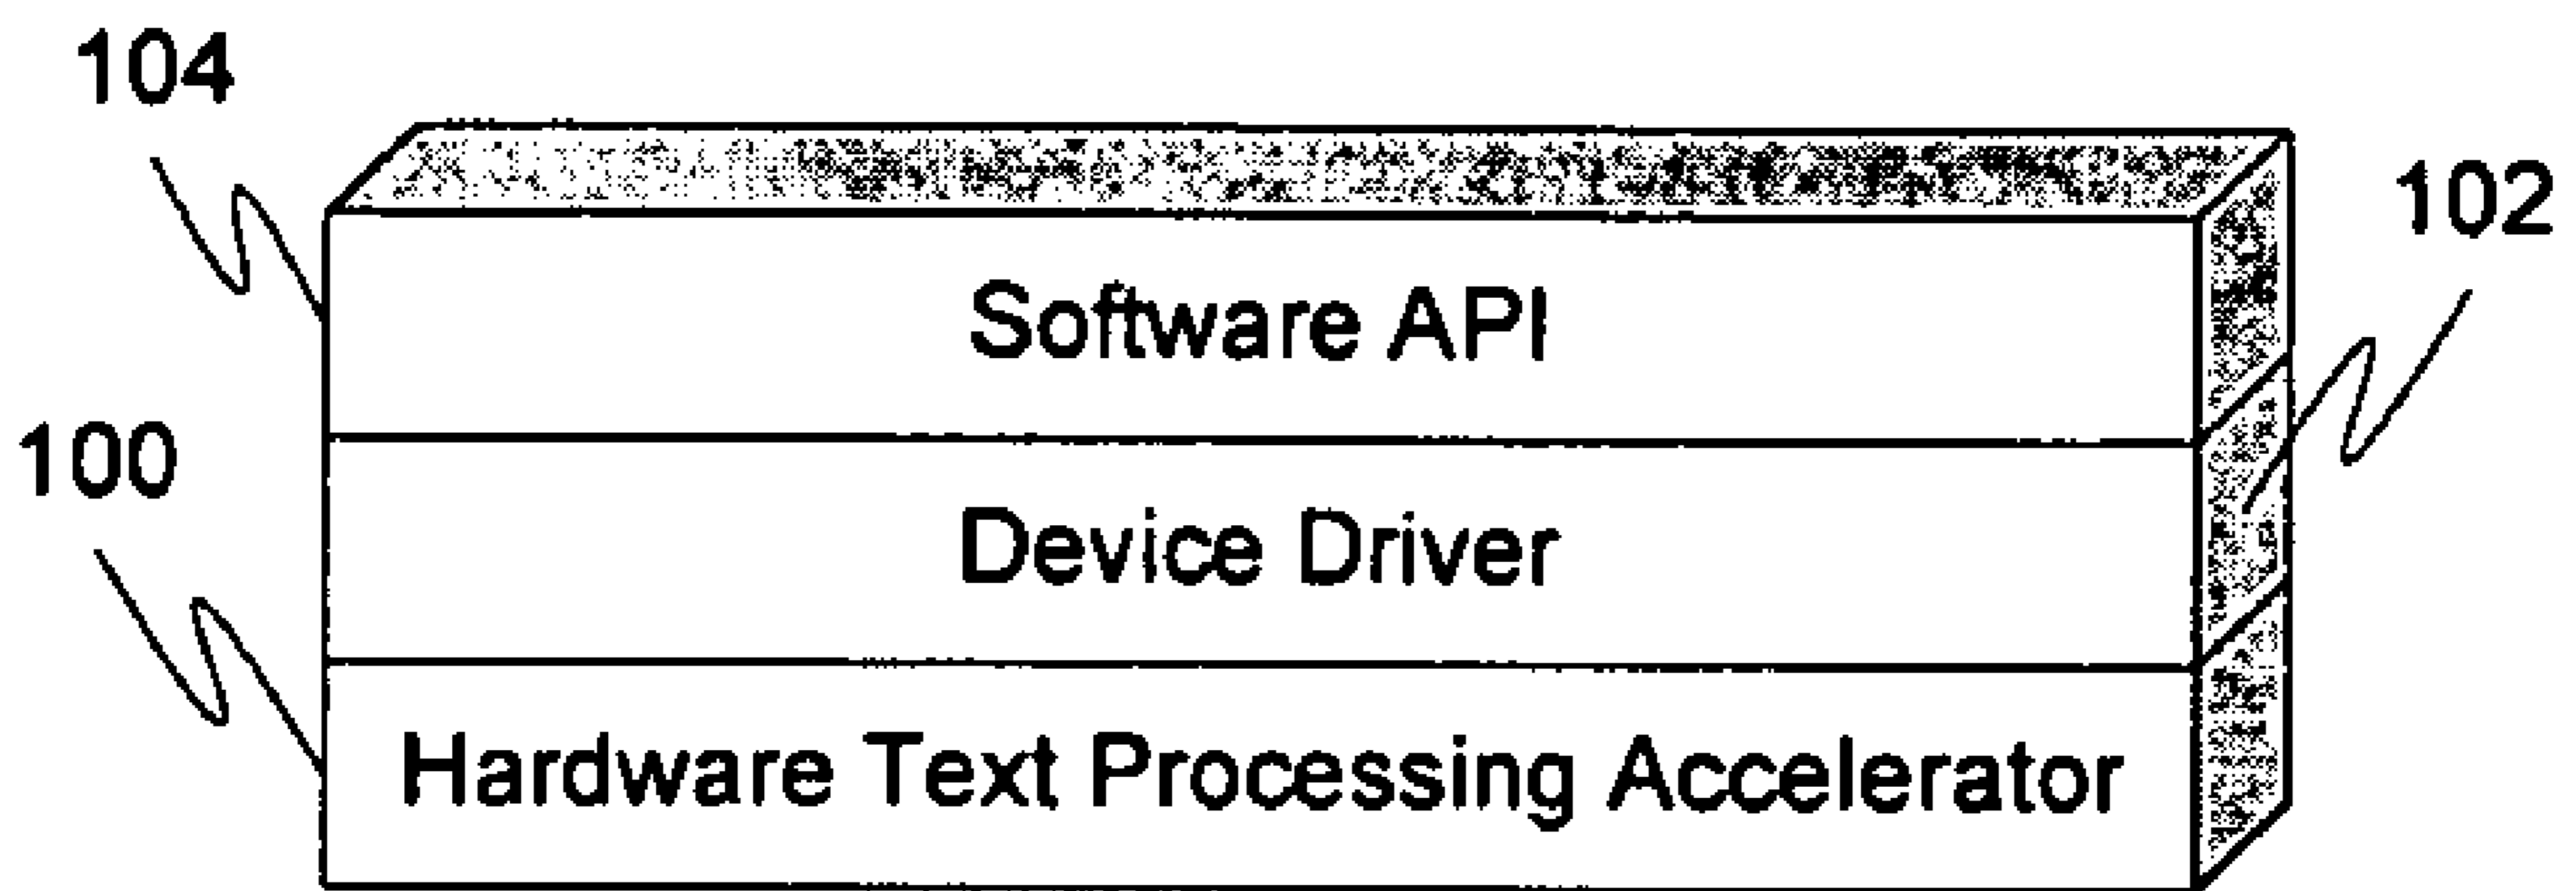 104
102
Software API
100
Device Driver
Hardware Text Processing Accelerator